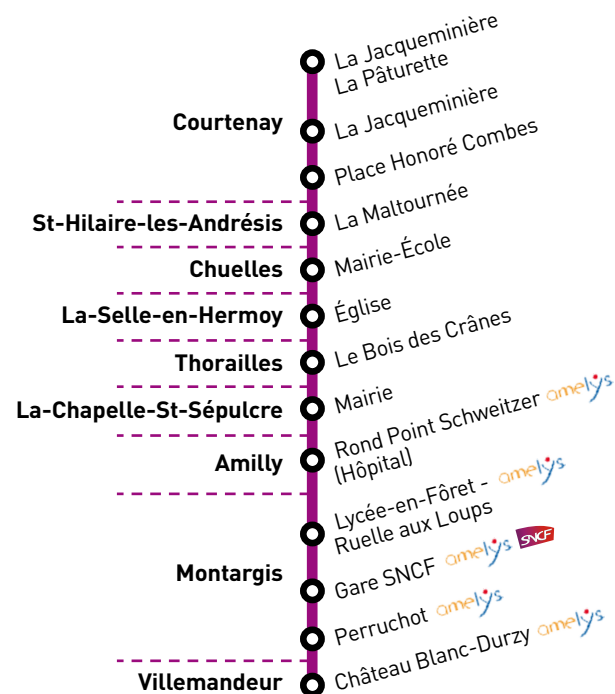 La Jacqueminière
La Pâturette
Courtenay
La Jacqueminière
Place Honoré Combes
St-Hilaire-les-Andrésis
La Maltournée
Chuelles
Mairie-École
La-Selle-en-Hermoy
Église
Thorailles
Le Bois des Crânes
La-Chapelle-St-Sépulcre
Mairie
Amilly
Rond Point Schweitzer amelys
(Hôpital)
Lycée-en-Fôret - amelys
Ruelle aux Loups
Montargis
Gare SNCF amelys SNCF
Perruchot amelys
Villemandeur
Château Blanc-Durzy amelys